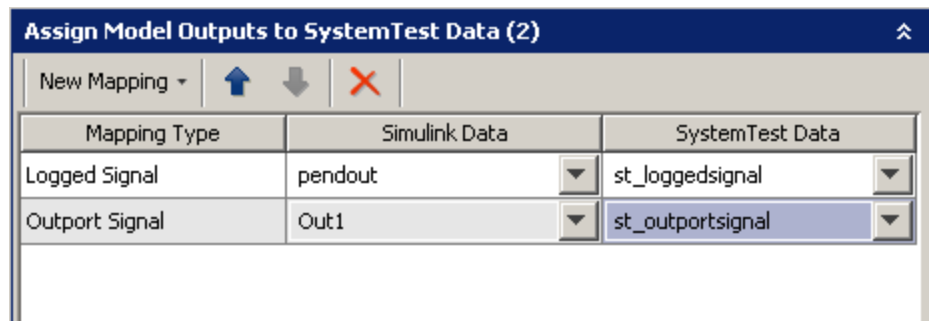 Assign Model Outputs to SystemTest Data (2)
New Mapping
Mapping Type Simulink Data SystemTest Data
Logged Signal pendout st_loggedsignal
Outport Signal Out1 st_outportsignal